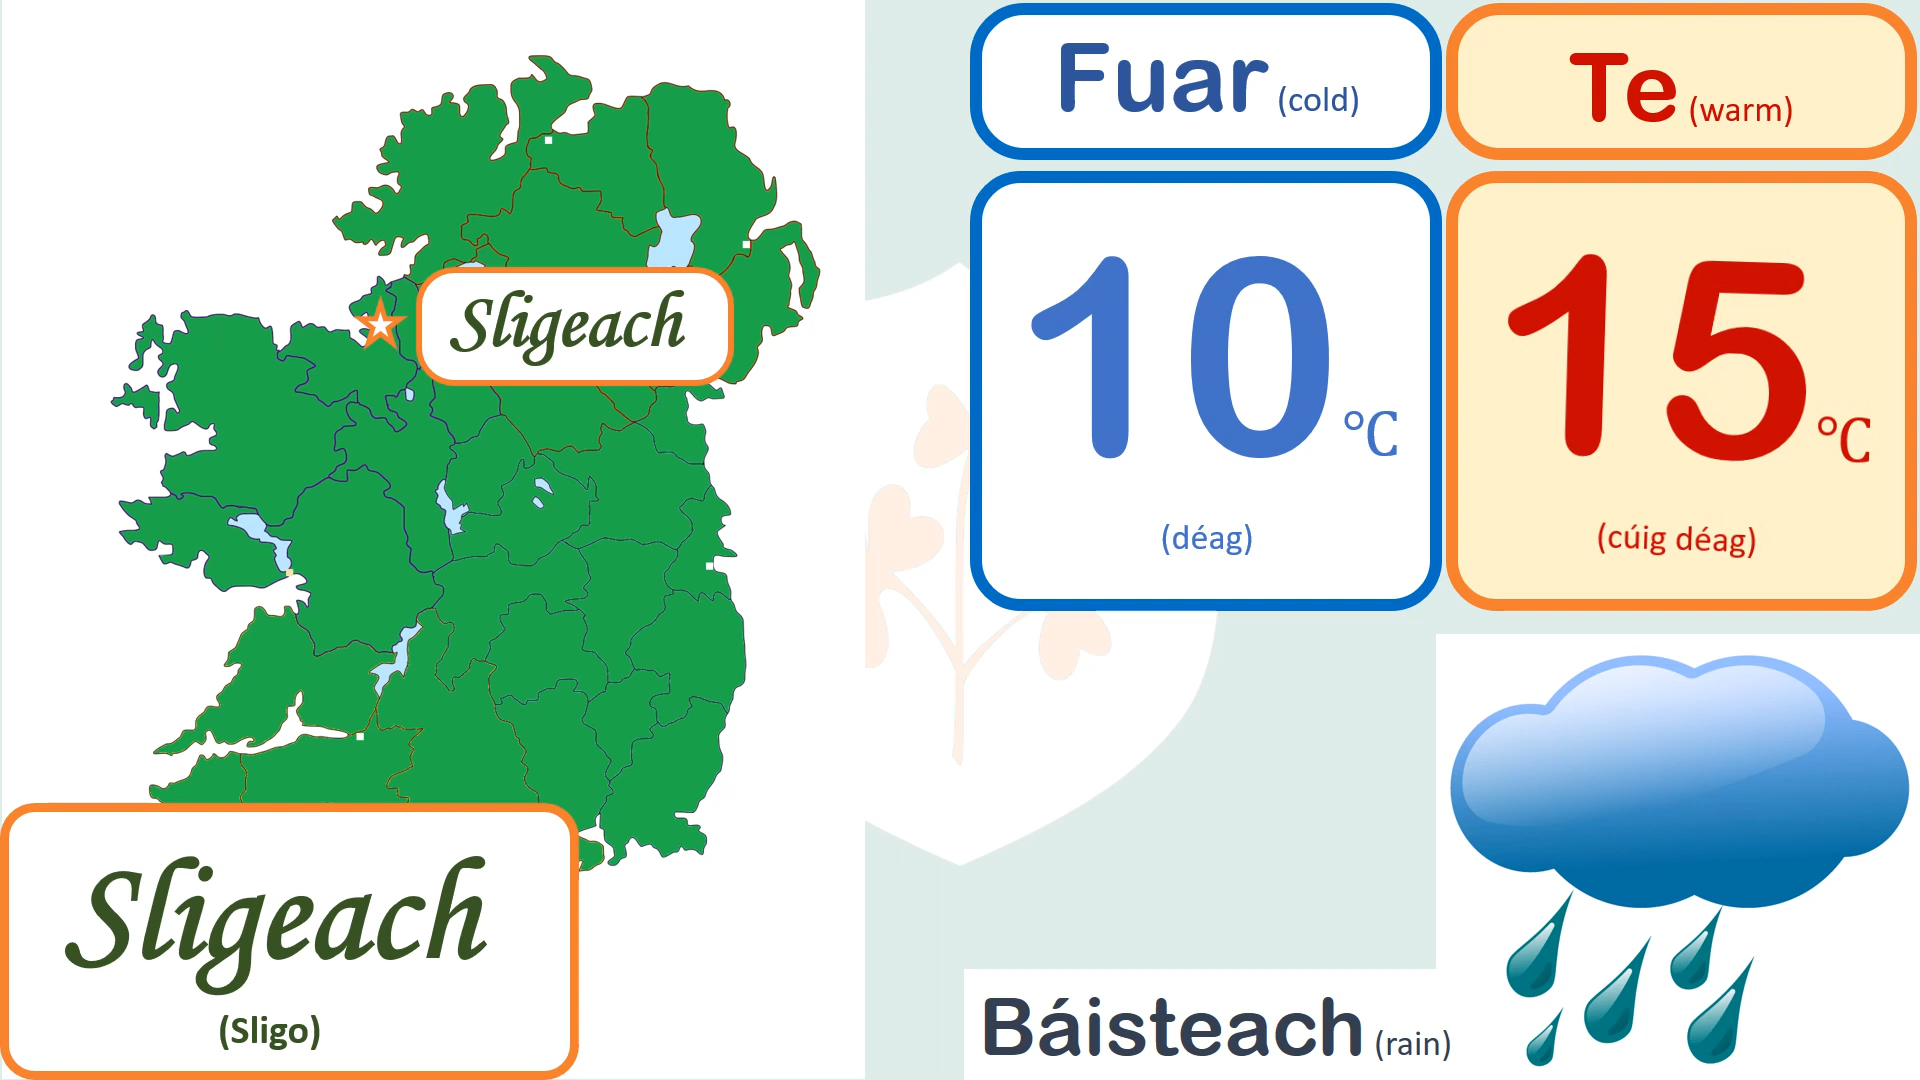 Sligeach
Sligeach
(Sligo)
Fuar (cold)
Te (warm)
10 °C
(déag)
15 °C
(cúig déag)
Báisteach (rain)